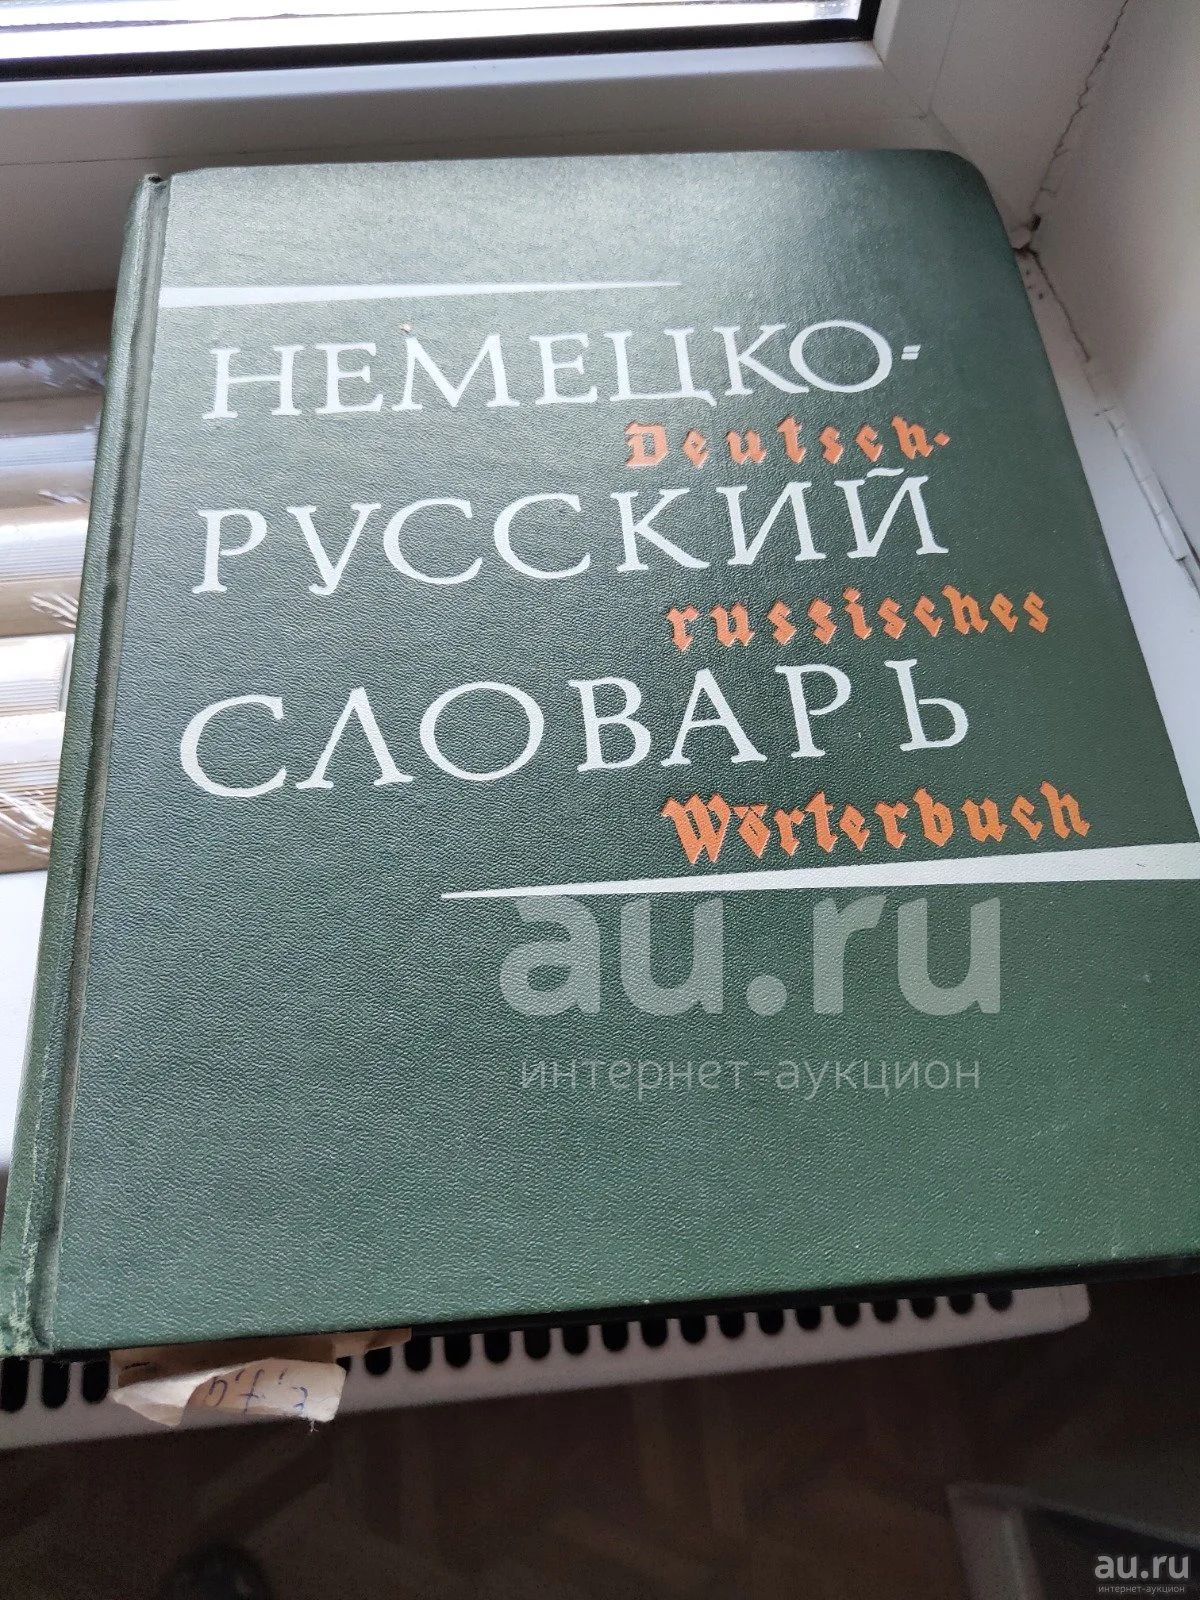 НЕМЕЦКО-
Deutsch-
РУССКИЙ
russisches
СЛОВАРЬ
Wörterbuch
au.ru
интернет-аукцион
au.ru
интернет-аукцион